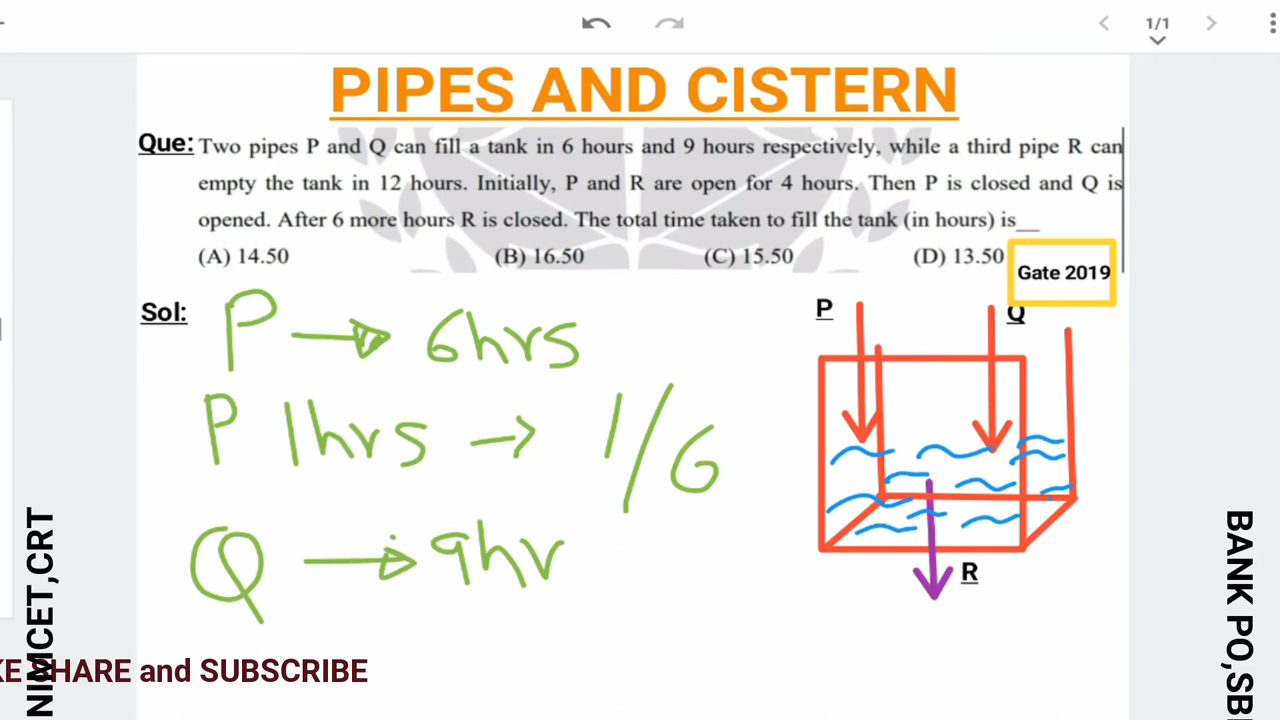 1/1
PIPES AND CISTERN
Que: Two pipes P and Q can fill a tank in 6 hours and 9 hours respectively, while a third pipe R can
empty the tank in 12 hours. Initially, P and R are open for 4 hours. Then P is closed and Q is
opened. After 6 more hours R is closed. The total time taken to fill the tank (in hours) is__
(A) 14.50 (B) 16.50 (C) 15.50 (D) 13.50
Gate 2019
Sol:
P → 6hrs
P 1hrs → 1/6
Q → 9hr
P
Q
R
NIMCET,CRT
BANK PO,SB
KE SHARE and SUBSCRIBE